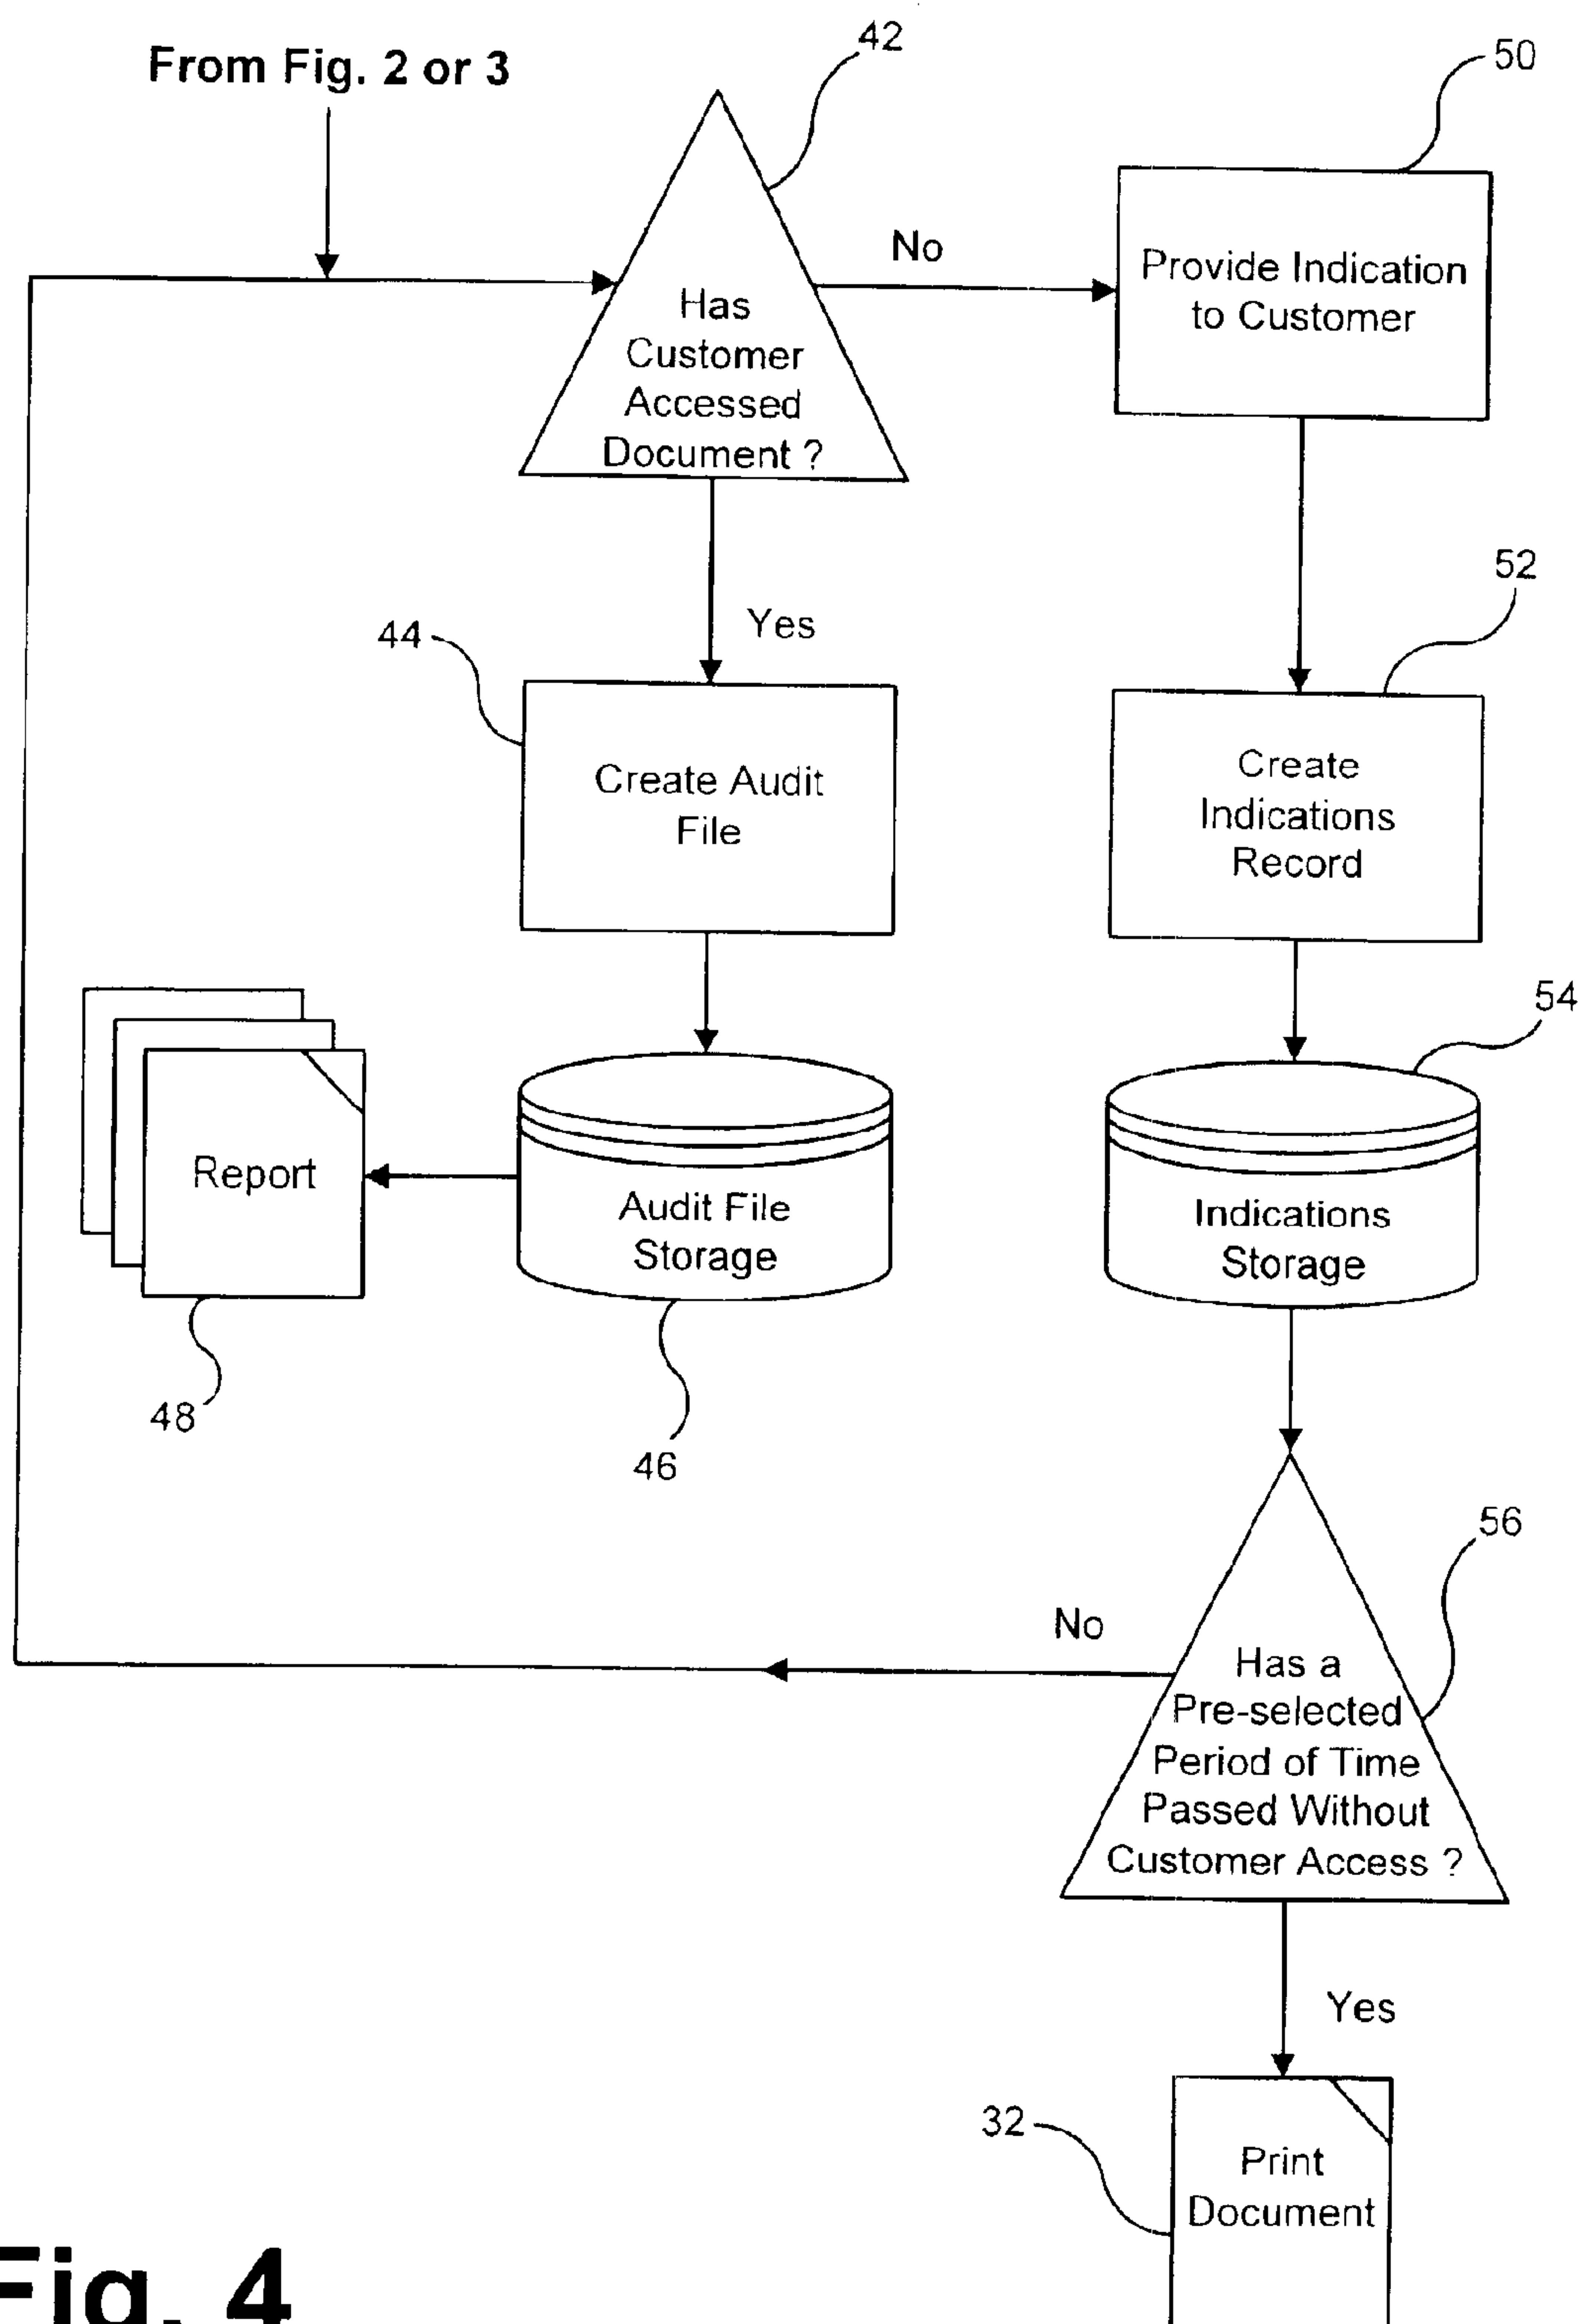 From Fig. 2 or 3
42
50
No
Provide Indication
to Customer
Has
Customer
Accessed
Document ?
52
Yes
44
Create Audit
File
Create
Indications
Record
54
Report
Audit File
Storage
Indications
Storage
48
46
56
No
Has a
Pre-selected
Period of Time
Passed Without
Customer Access ?
Yes
32
Print
Document
Fig. 4